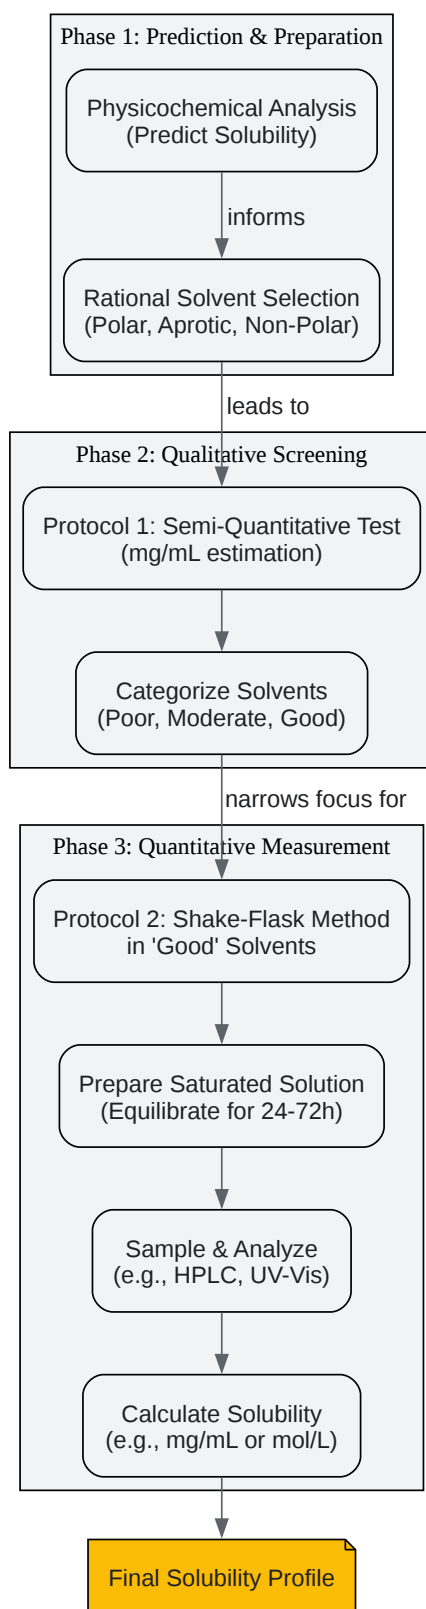 Phase 1: Prediction & Preparation
Physicochemical Analysis
(Predict Solubility)
informs
Rational Solvent Selection
(Polar, Aprotic, Non-Polar)
leads to
Phase 2: Qualitative Screening
Protocol 1: Semi-Quantitative Test
(mg/mL estimation)
Categorize Solvents
(Poor, Moderate, Good)
narrows focus for
Phase 3: Quantitative Measurement
Protocol 2: Shake-Flask Method
in 'Good' Solvents
Prepare Saturated Solution
(Equilibrate for 24-72h)
Sample & Analyze
(e.g., HPLC, UV-Vis)
Calculate Solubility
(e.g., mg/mL or mol/L)
Final Solubility Profile